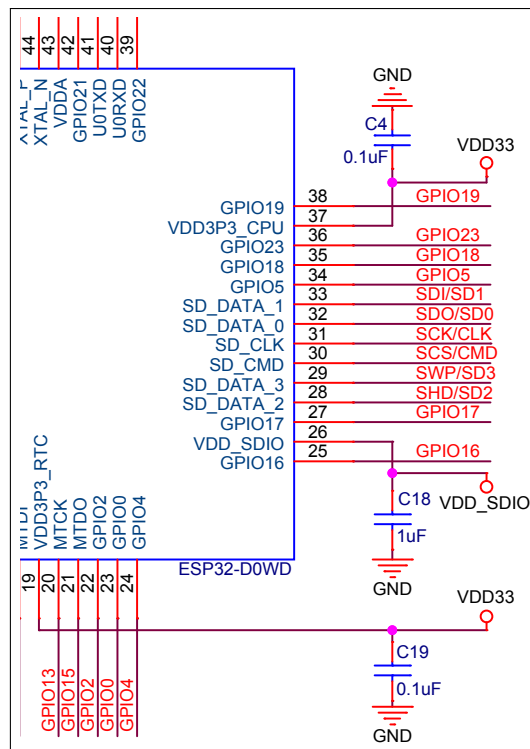 44
43
42
41
40
39
XTAL_P
XTAL_N
VDDA
GPIO21
U0TXD
U0RXD
GPIO22
GND
C4
0.1uF
VDD33
GPIO19 38 GPIO19
VDD3P3_CPU 37
GPIO23 36 GPIO23
GPIO18 35 GPIO18
GPIO5 34 GPIO5
SD_DATA_1 33 SDI/SD1
SD_DATA_0 32 SDO/SD0
SD_CLK 31 SCK/CLK
SD_CMD 30 SCS/CMD
SD_DATA_3 29 SWP/SD3
SD_DATA_2 28 SHD/SD2
GPIO17 27 GPIO17
VDD_SDIO 26
GPIO16 25 GPIO16
VDD_SDIO
C18
1uF
GND
MTDI
VDD3P3_RTC
MTCK
MTDO
GPIO2
GPIO0
GPIO4
ESP32-D0WD
19
20
21
22
23
24
VDD33
GPIO13
GPIO15
GPIO2
GPIO0
GPIO4
C19
0.1uF
GND